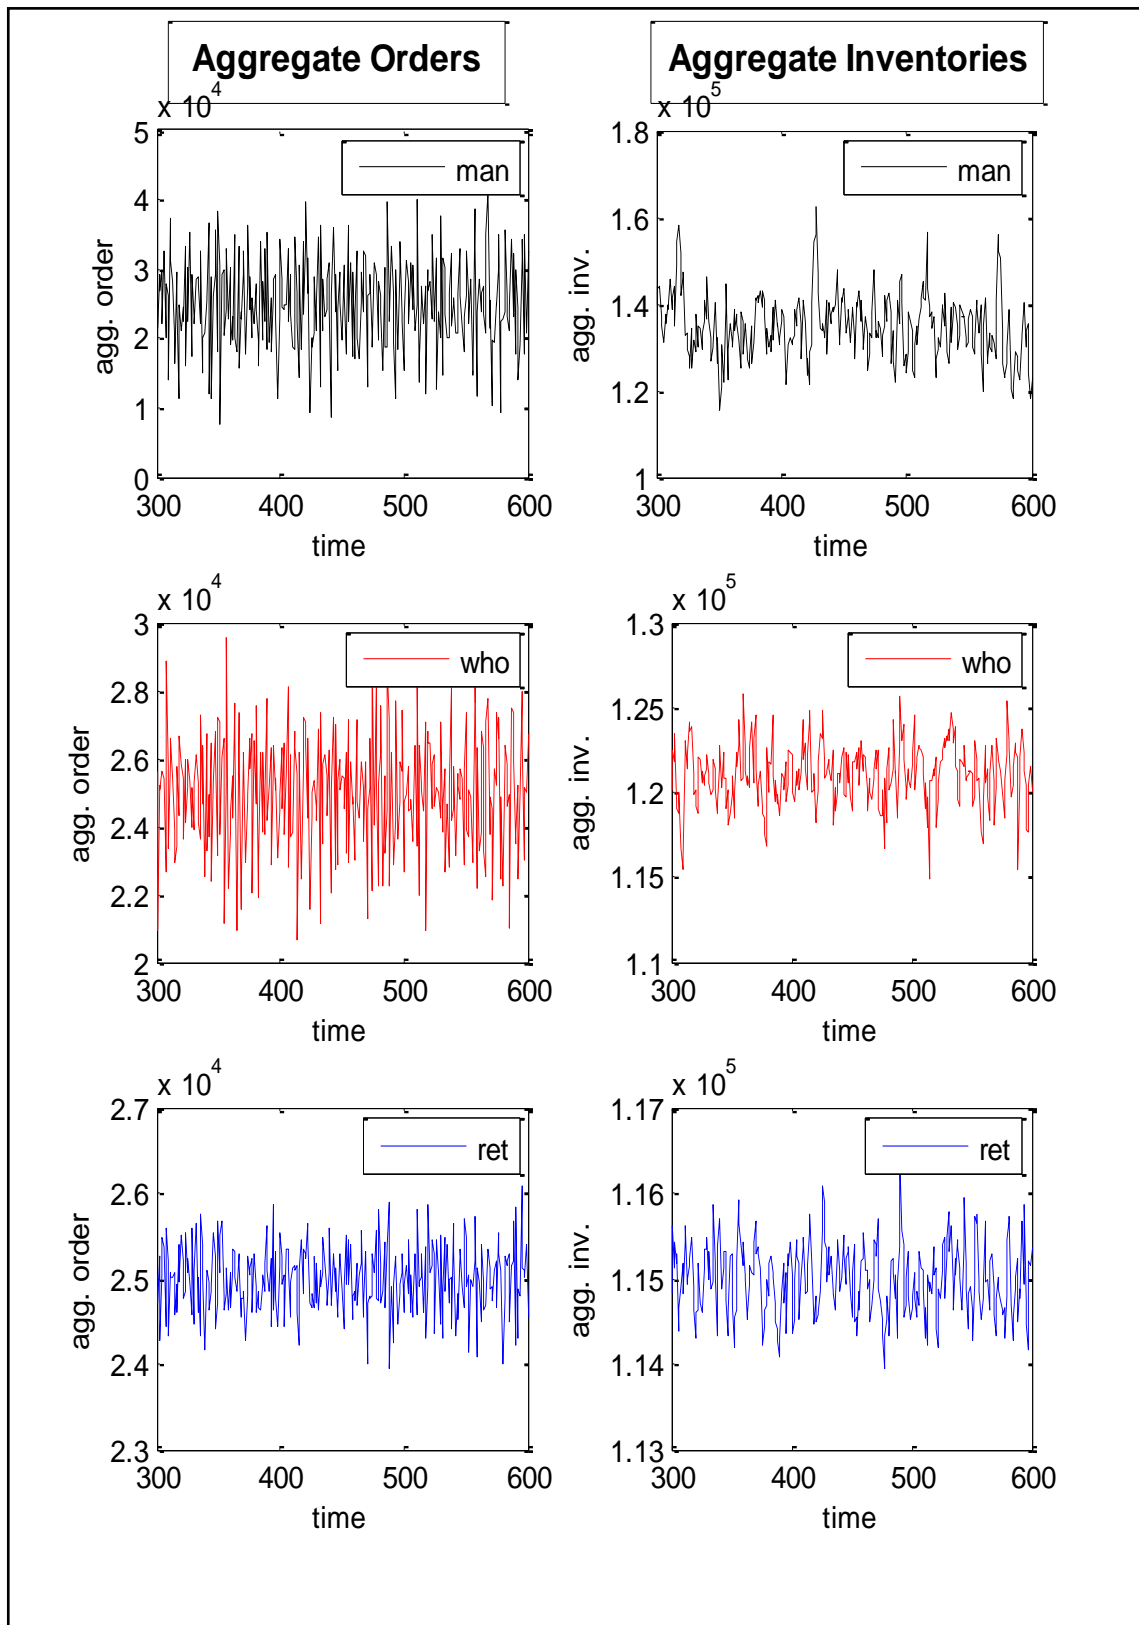 Aggregate Orders
Aggregate Inventories
x 10^4
5
4
3
2
1
0
agg. order
man
300
400
500
600
time
x 10^5
1.8
1.6
1.4
1.2
1
agg. inv.
man
300
400
500
600
time
x 10^4
3
2.8
2.6
2.4
2.2
2
agg. order
who
300
400
500
600
time
x 10^5
1.3
1.25
1.2
1.15
1.1
agg. inv.
who
300
400
500
600
time
x 10^4
2.7
2.6
2.5
2.4
2.3
agg. order
ret
300
400
500
600
time
x 10^5
1.17
1.16
1.15
1.14
1.13
agg. inv.
ret
300
400
500
600
time